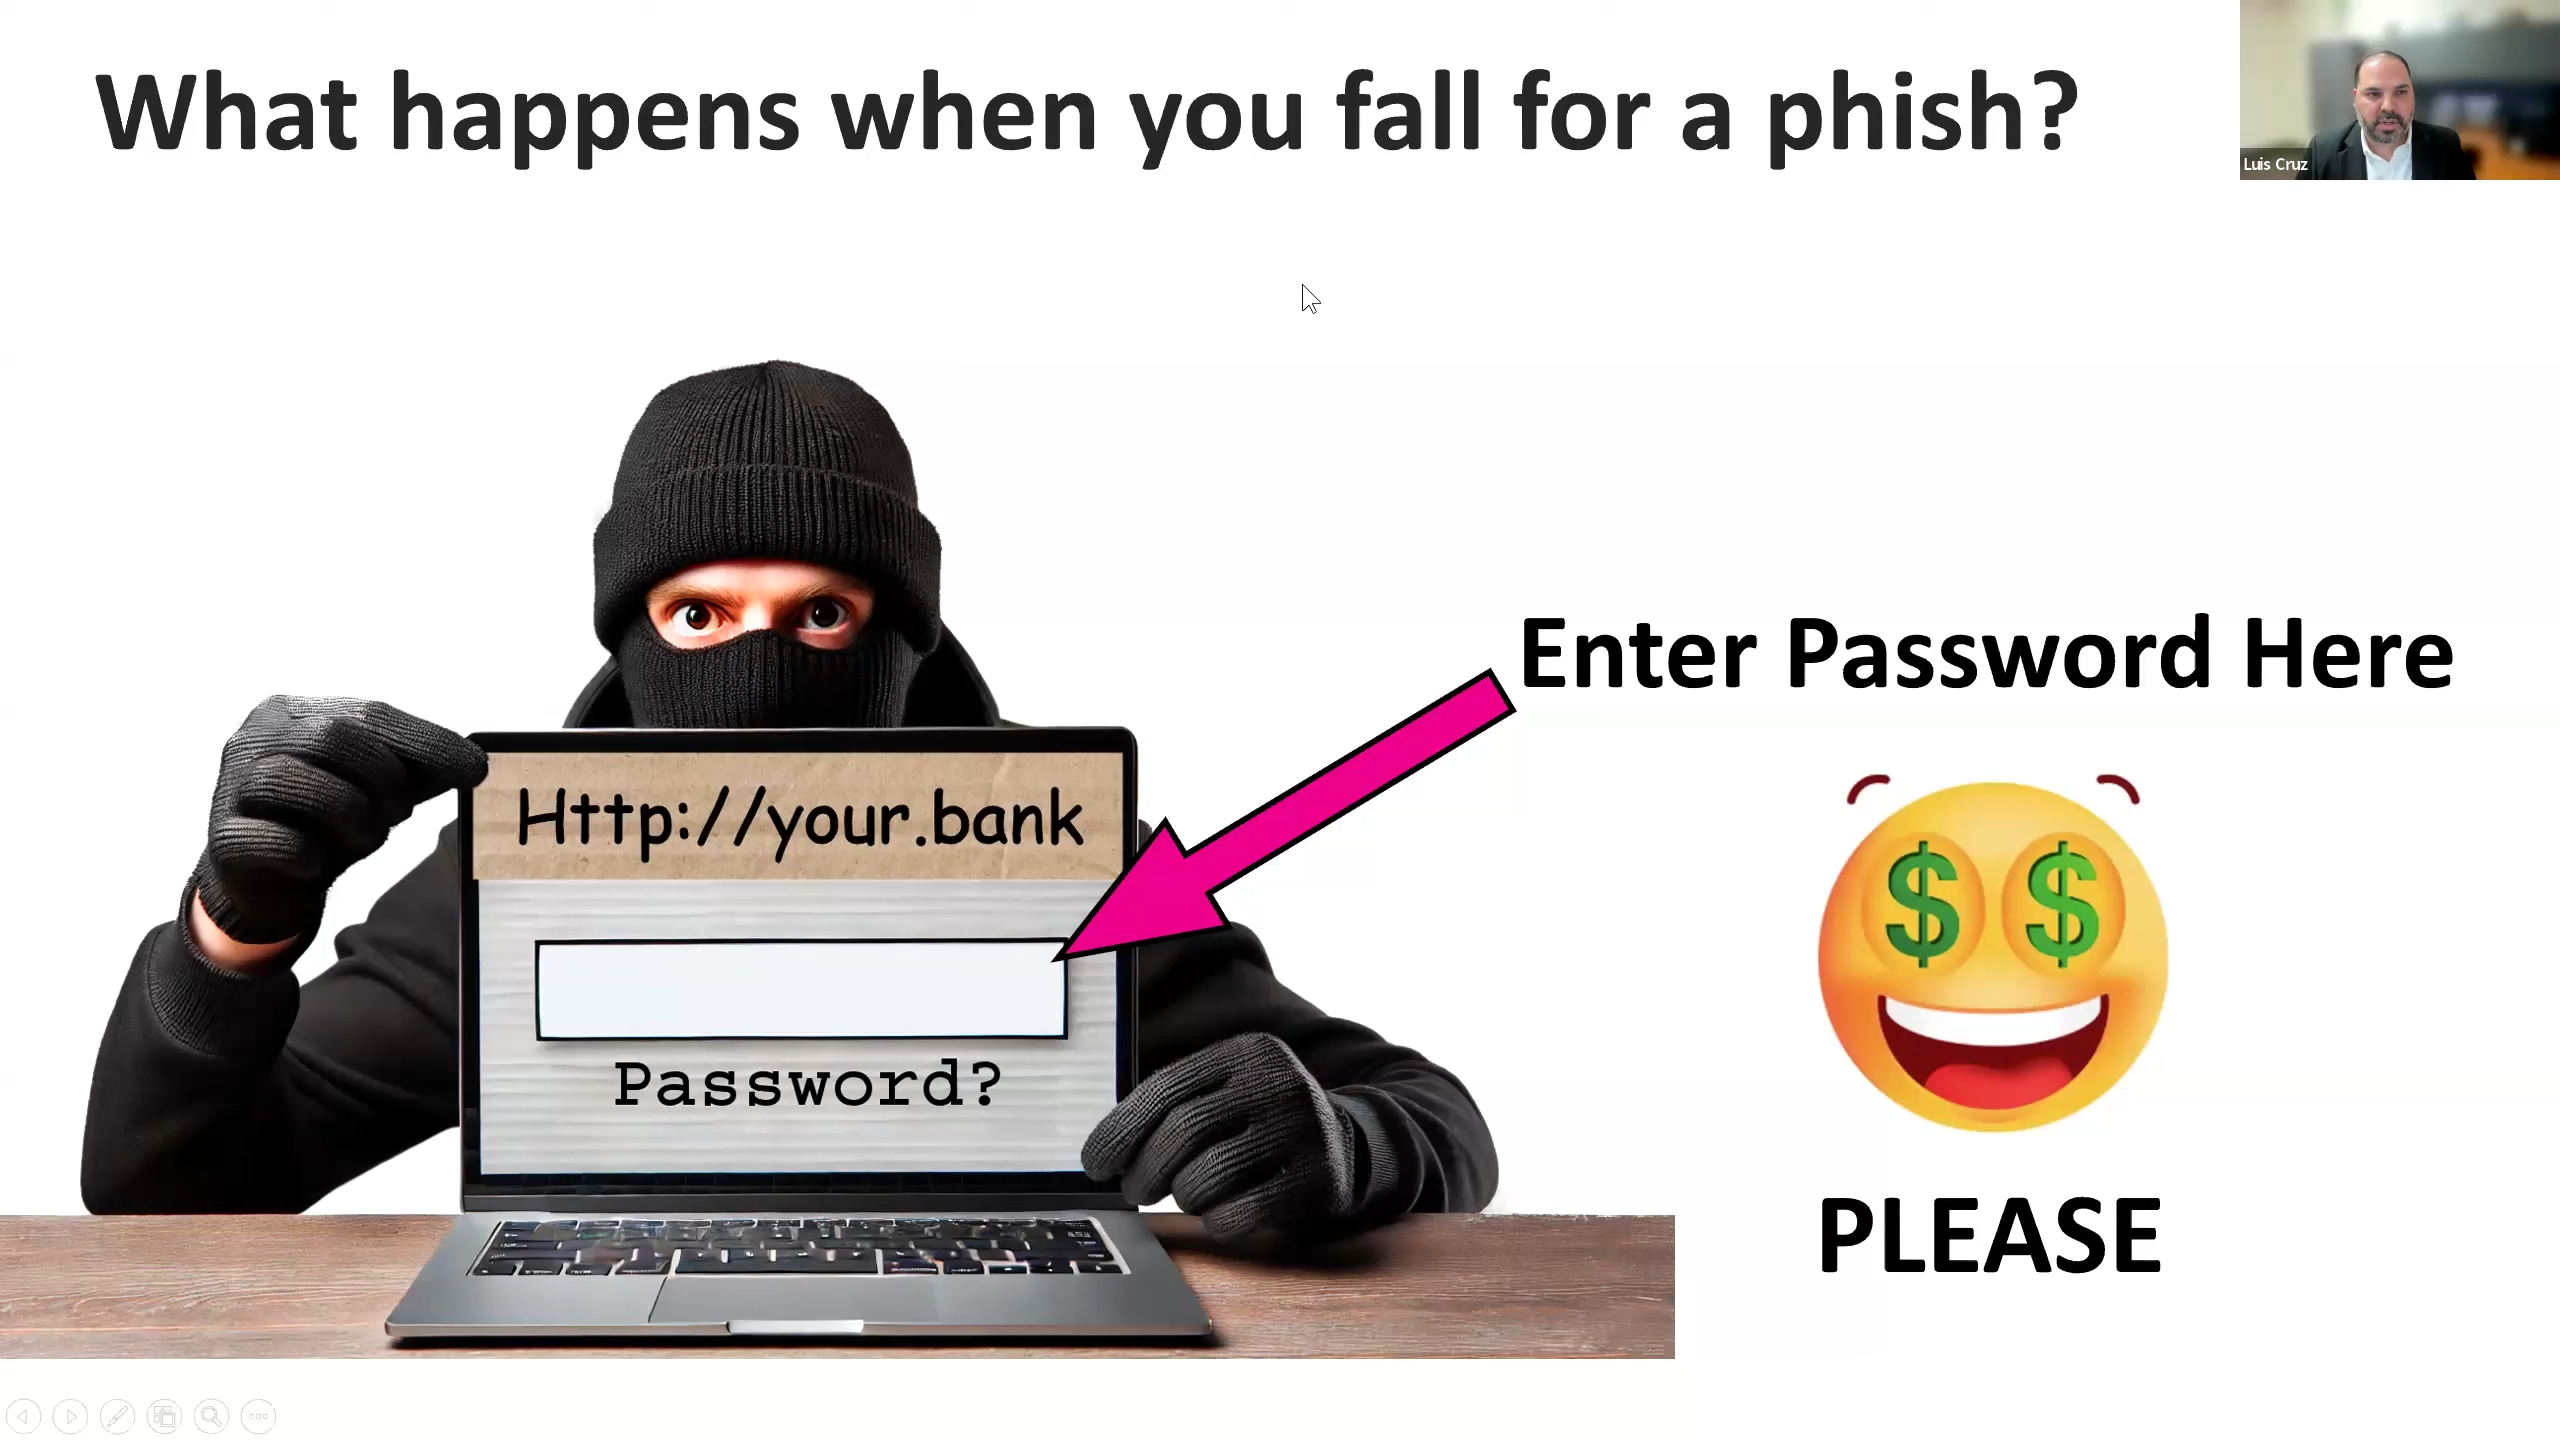 What happens when you fall for a phish?
Luis Cruz
Enter Password Here
Http://your.bank
Password?
PLEASE